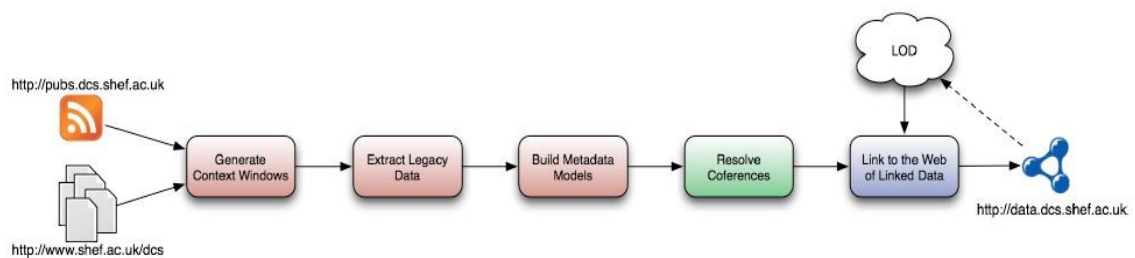 LOD
http://pubs.dcs.shef.ac.uk
Generate
Context Windows
Extract Legacy
Data
Build Metadata
Models
Resolve
Coferences
Link to the Web
of Linked Data
http://data.dcs.shef.ac.uk
http://www.shef.ac.uk/dcs